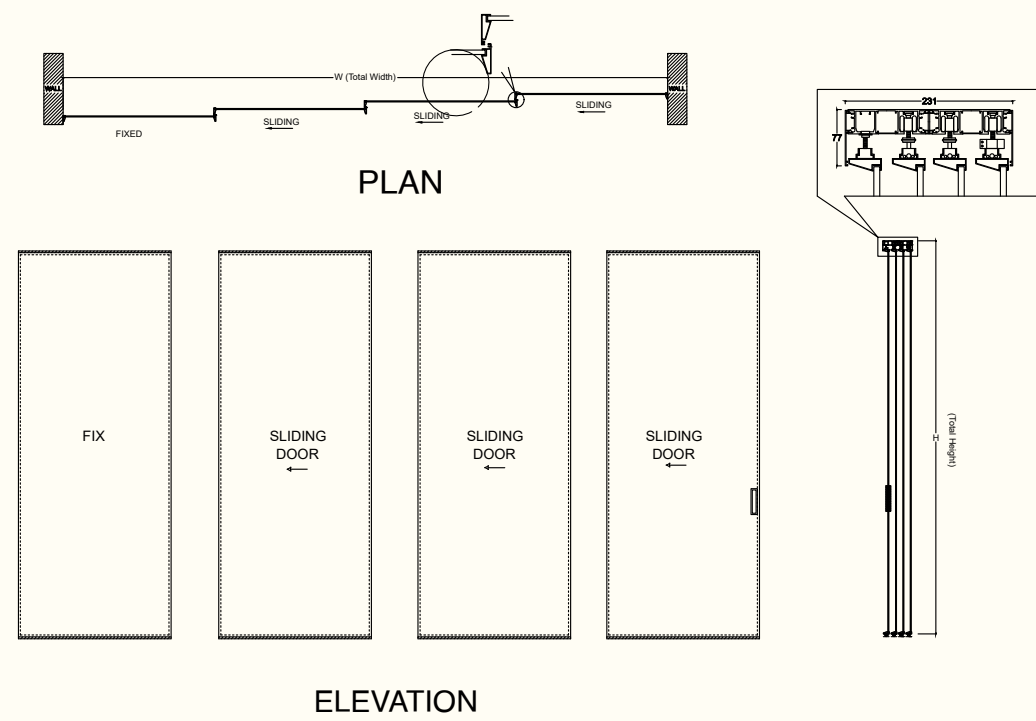 W (Total Width)
WALL
WALL
FIXED
SLIDING
SLIDING
SLIDING
PLAN
231
77
FIX
SLIDING
DOOR
SLIDING
DOOR
SLIDING
DOOR
H
(Total Height)
ELEVATION